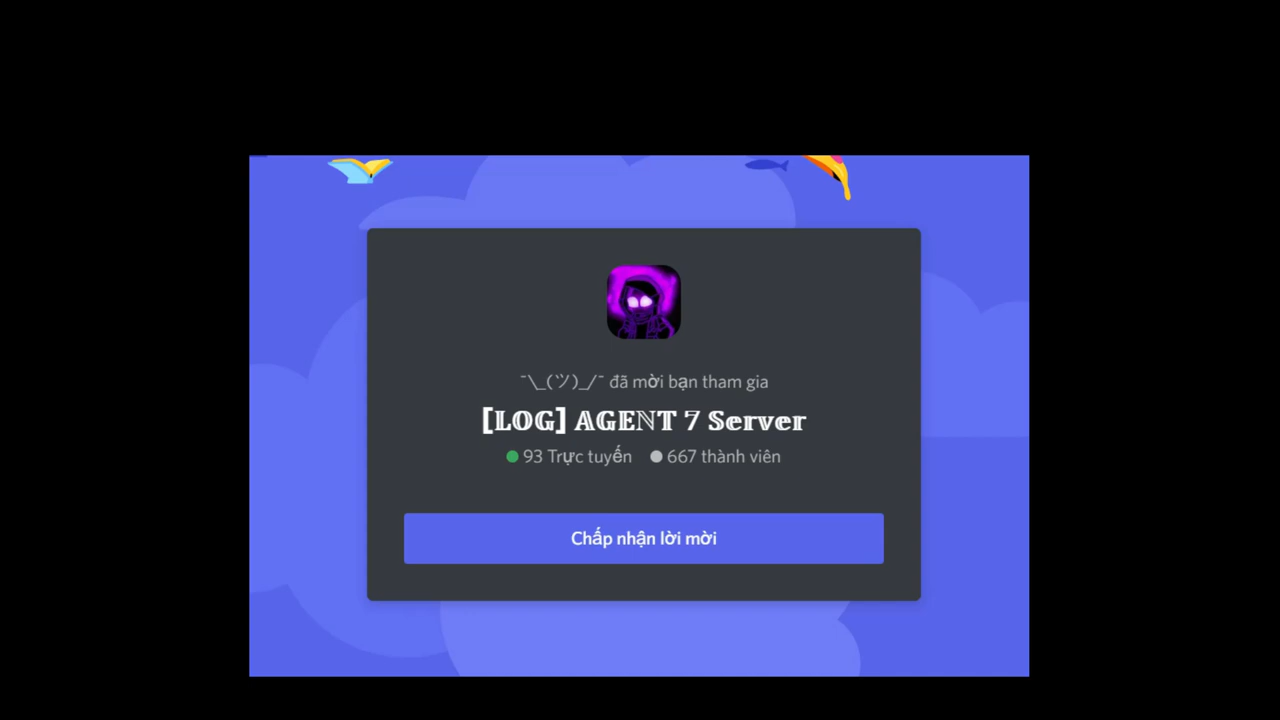 ¯\_(ツ)_/¯ đã mời bạn tham gia
[LOG] AGENT 7 Server
93 Trực tuyến 667 thành viên
Chấp nhận lời mời